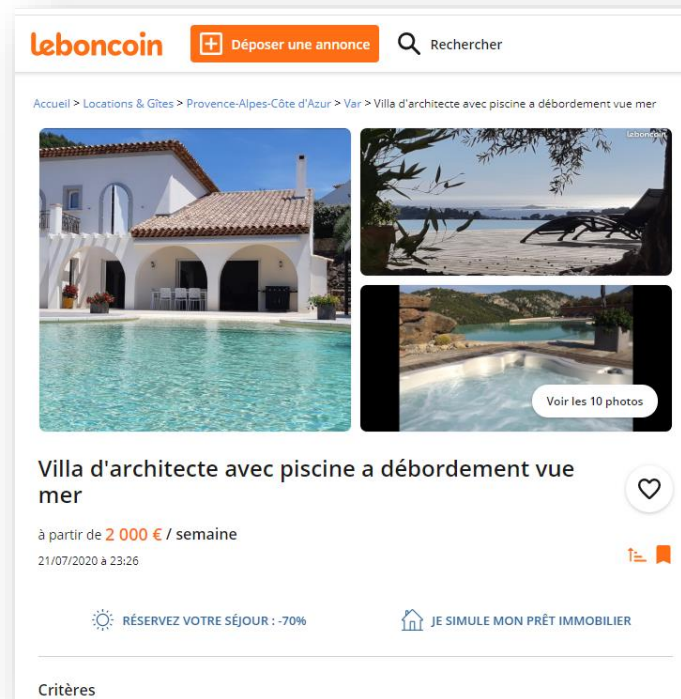 leboncoin
Déposer une annonce
Rechercher
Accueil > Locations & Gîtes > Provence-Alpes-Côte d'Azur > Var > Villa d'architecte avec piscine a débordement vue mer
leboncoin
Voir les 10 photos
Villa d'architecte avec piscine a débordement vue
mer
à partir de 2 000 € / semaine
21/07/2020 à 23:26
RÉSERVEZ VOTRE SÉJOUR : -70%
JE SIMULE MON PRÊT IMMOBILIER
Critères